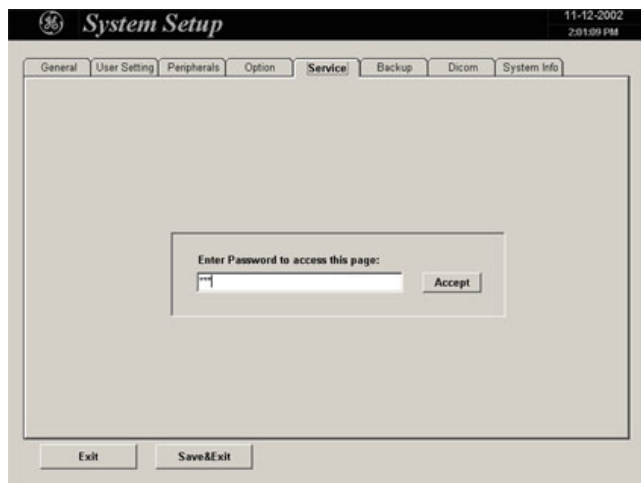 System Setup
11-12-2002
2:01:09 PM
General User Setting Peripherals Option Service Backup Dicom System Info
Enter Password to access this page:
***
Accept
Exit Save&Exit